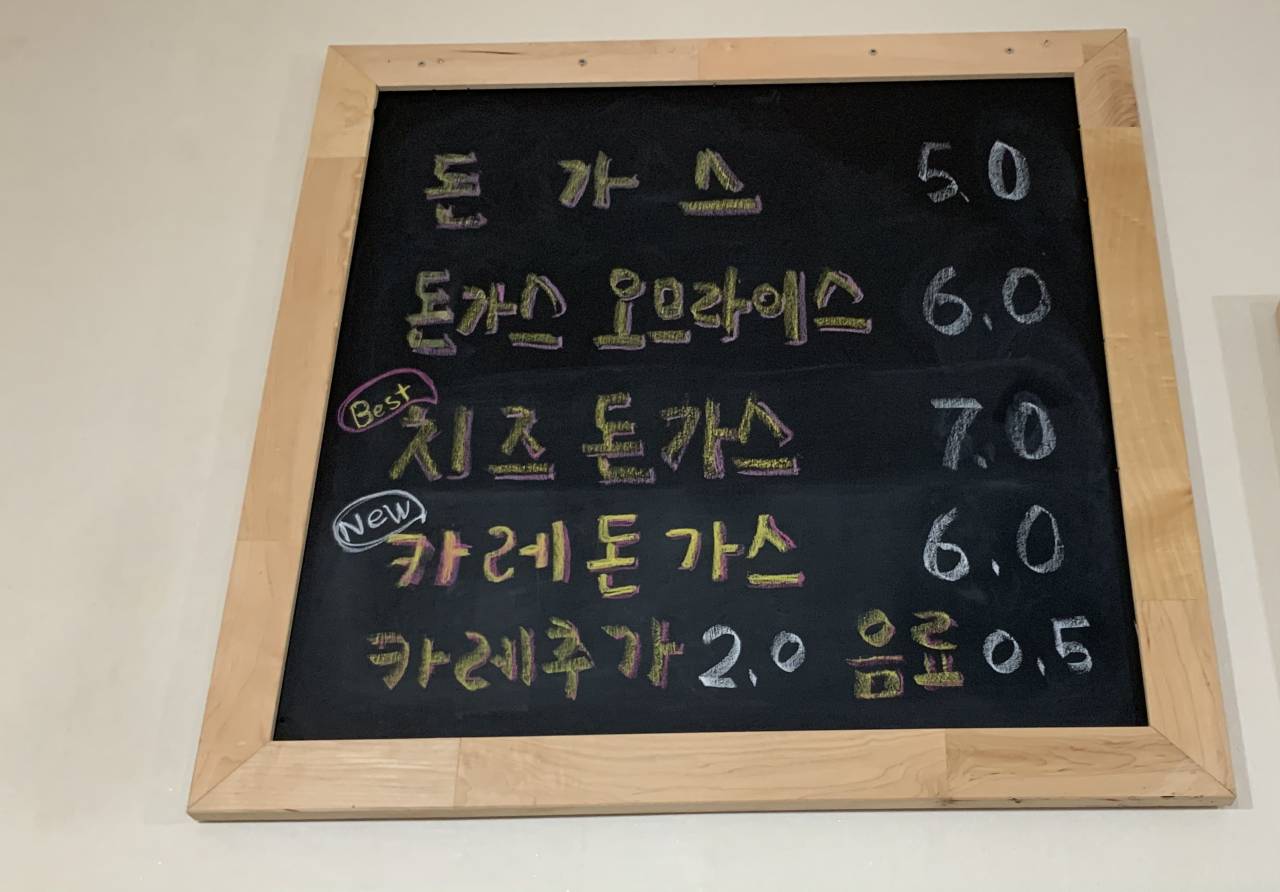 돈 가 스 5.0
돈가스 오므라이스 6.0
Best 치즈 돈가스 7.0
New 카레돈가스 6.0
카레추가 2.0 음료 0.5